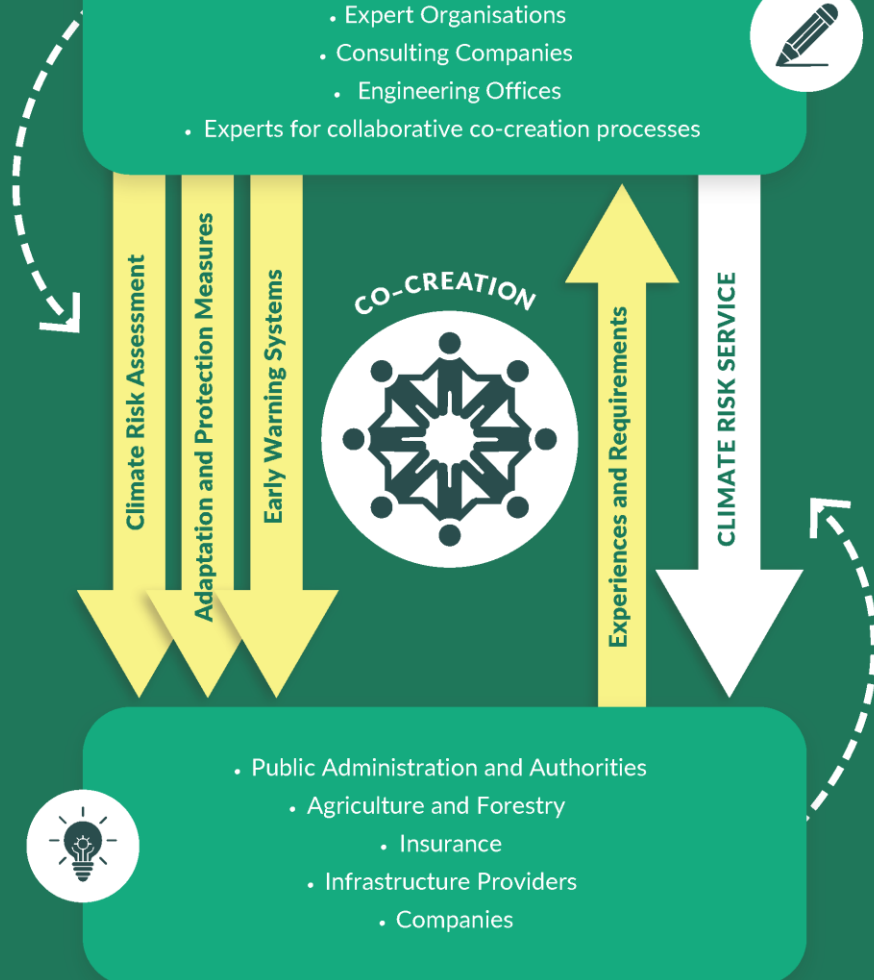 • Expert Organisations
• Consulting Companies
• Engineering Offices
• Experts for collaborative co-creation processes
Climate Risk Assessment
Adaptation and Protection Measures
Early Warning Systems
CO-CREATION
Experiences and Requirements
CLIMATE RISK SERVICE
• Public Administration and Authorities
• Agriculture and Forestry
• Insurance
• Infrastructure Providers
• Companies